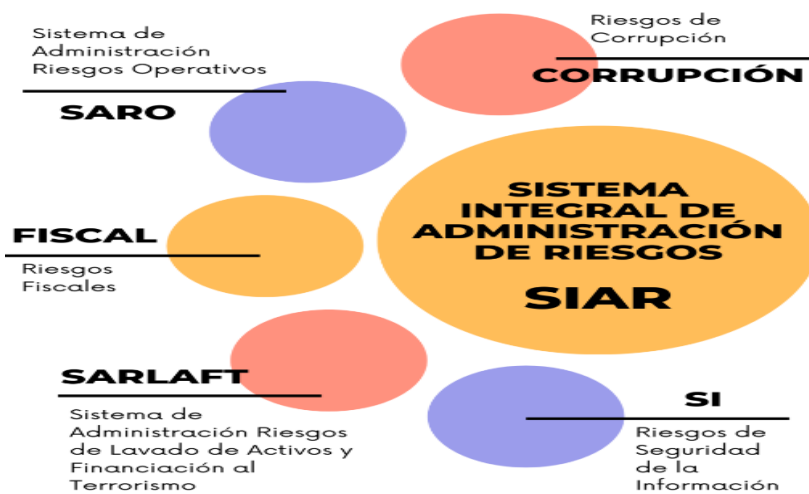 Sistema de
Administración
Riesgos Operativos
SARO
Riesgos de
Corrupción
CORRUPCIÓN
FISCAL
Riesgos
Fiscales
SISTEMA
INTEGRAL DE
ADMINISTRACIÓN
DE RIESGOS
SIAR
SARLAFT
Sistema de
Administración Riesgos
de Lavado de Activos y
Financiación al
Terrorismo
SI
Riesgos de
Seguridad
de la
Información